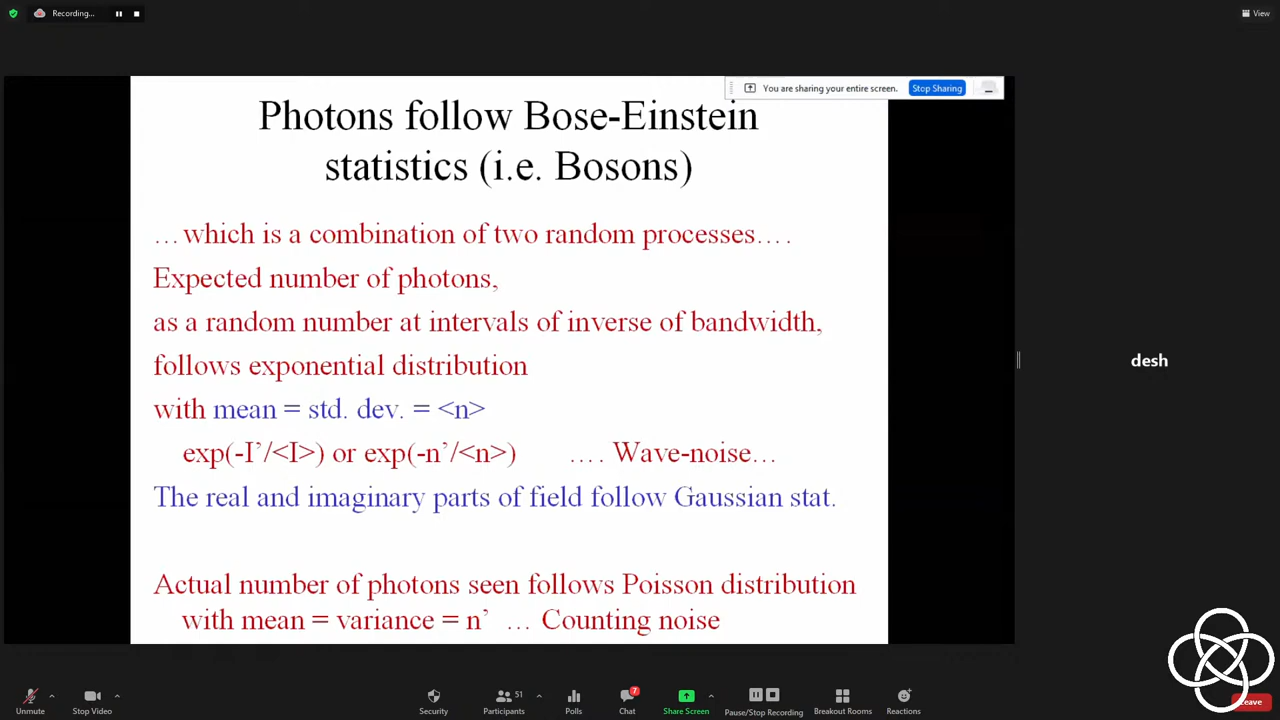 Recording...
View
You are sharing your entire screen. Stop Sharing
Photons follow Bose-Einstein
statistics (i.e. Bosons)
…which is a combination of two random processes….
Expected number of photons,
as a random number at intervals of inverse of bandwidth,
follows exponential distribution
with mean = std. dev. = <n>
exp(-I’/<I>) or exp(-n’/<n>) …. Wave-noise…
The real and imaginary parts of field follow Gaussian stat.
Actual number of photons seen follows Poisson distribution
with mean = variance = n’ … Counting noise
desh
51
7
Unmute Stop Video Security Participants Polls Chat Share Screen Pause/Stop Recording Breakout Rooms Reactions Leave